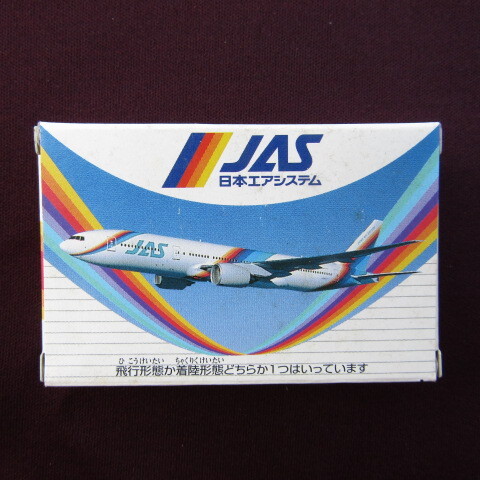 JAS
日本エアシステム
JAS
ひこうけいたい ちゃくりくけいたい
飛行形態か着陸形態どちらか1つはいっています